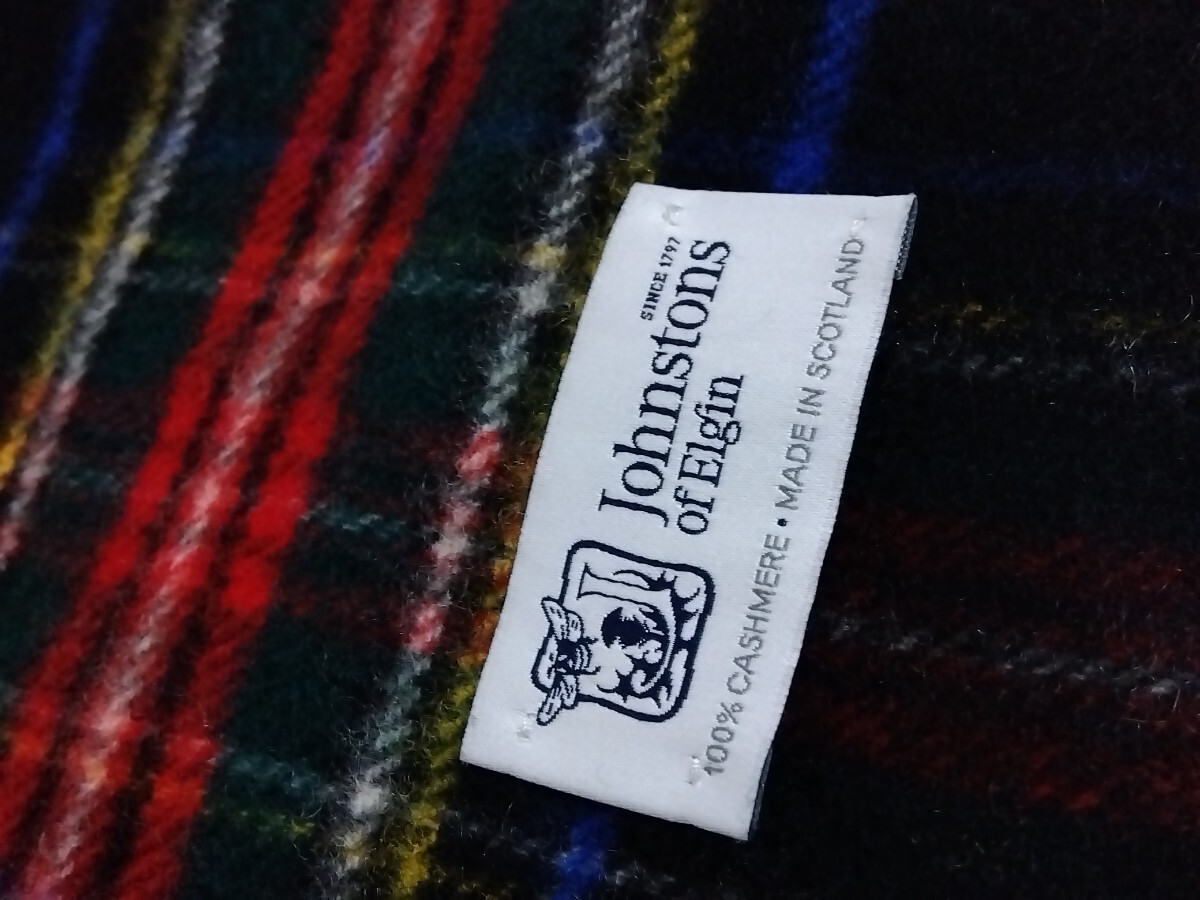 SINCE 1797
Johnstons
of Elgin
100% CASHMERE • MADE IN SCOTLAND